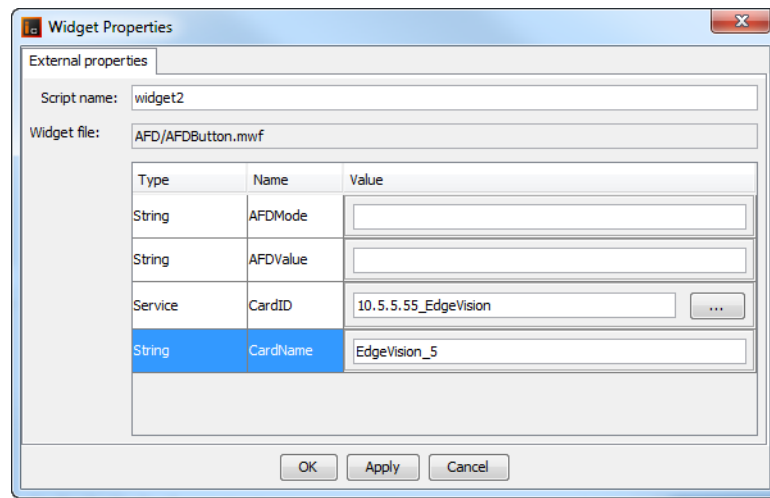 Widget Properties
External properties
Script name: widget2
Widget file: AFD/AFDButton.mwf
Type Name Value
String AFDMode
String AFDValue
Service CardID 10.5.5.55_EdgeVision ...
String CardName EdgeVision_5
OK Apply Cancel